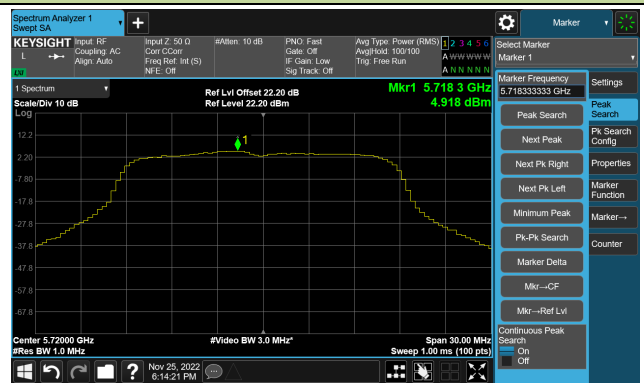 Spectrum Analyzer 1
Swept SA
Marker
KEYSIGHT
L
LXI
Input: RF
Coupling: AC
Align: Auto
Input Z: 50 Ω
Corr CCorr
Freq Ref: Int (S)
NFE: Off
#Atten: 10 dB
PNO: Fast
Gate: Off
IF Gain: Low
Sig Track: Off
Avg Type: Power (RMS)
Avg|Hold: 100/100
Trig: Free Run
1 2 3 4 5 6
A W W W W W
A N N N N N
Select Marker
Marker 1
1 Spectrum
Scale/Div 10 dB
Log
Ref Lvl Offset 22.20 dB
Ref Level 22.20 dBm
Mkr1 5.718 3 GHz
4.918 dBm
1
12.2
2.20
-7.80
-17.8
-27.8
-37.8
-47.8
-57.8
-67.8
Center 5.72000 GHz
#Res BW 1.0 MHz
#Video BW 3.0 MHz*
Span 30.00 MHz
Sweep 1.00 ms (100 pts)
Marker Frequency
5.718333333 GHz
Peak Search
Next Peak
Next Pk Right
Next Pk Left
Minimum Peak
Pk-Pk Search
Marker Delta
Mkr→CF
Mkr→Ref Lvl
Continuous Peak
Search
On
Off
Settings
Peak
Search
Pk Search
Config
Properties
Marker
Function
Marker→
Counter
?
Nov 25, 2022
6:14:21 PM